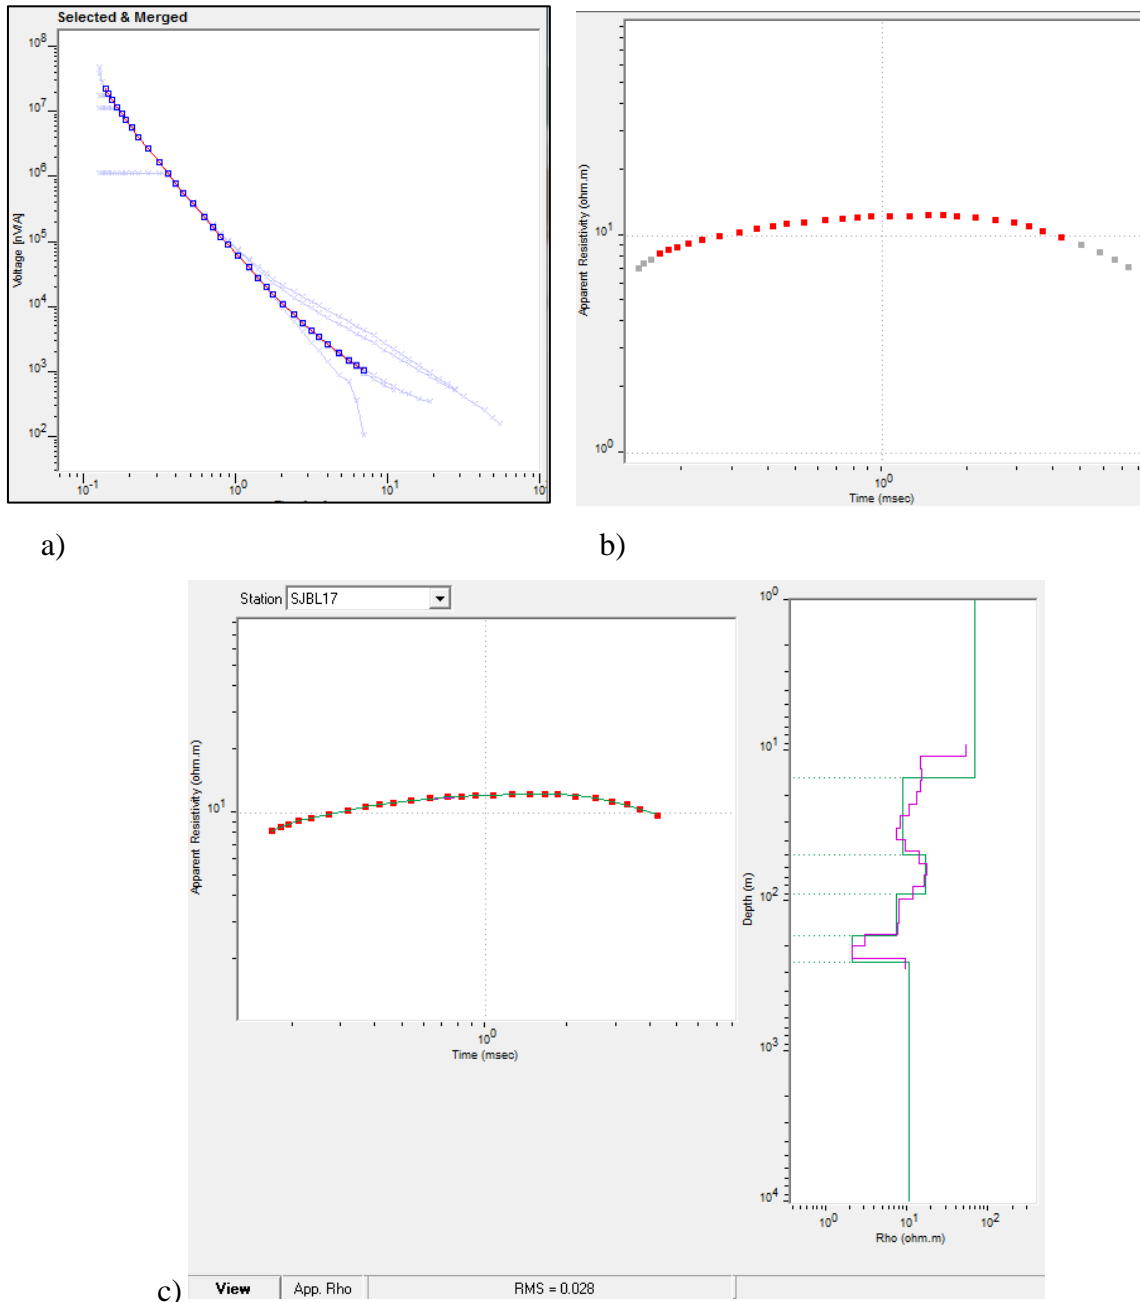 Selected & Merged
Voltage [nV/A]
10^8
10^7
10^6
10^5
10^4
10^3
10^2
10^-1
10^0
10^1
Apparent Resistivity (ohm.m)
10^1
10^0
10^0
Time (msec)
a)
b)
Station SJBL17
Apparent Resistivity (ohm.m)
10^1
10^0
Time (msec)
Depth (m)
10^0
10^1
10^2
10^3
10^4
10^0
10^1
10^2
Rho (ohm.m)
c)
View
App. Rho
RMS = 0.028